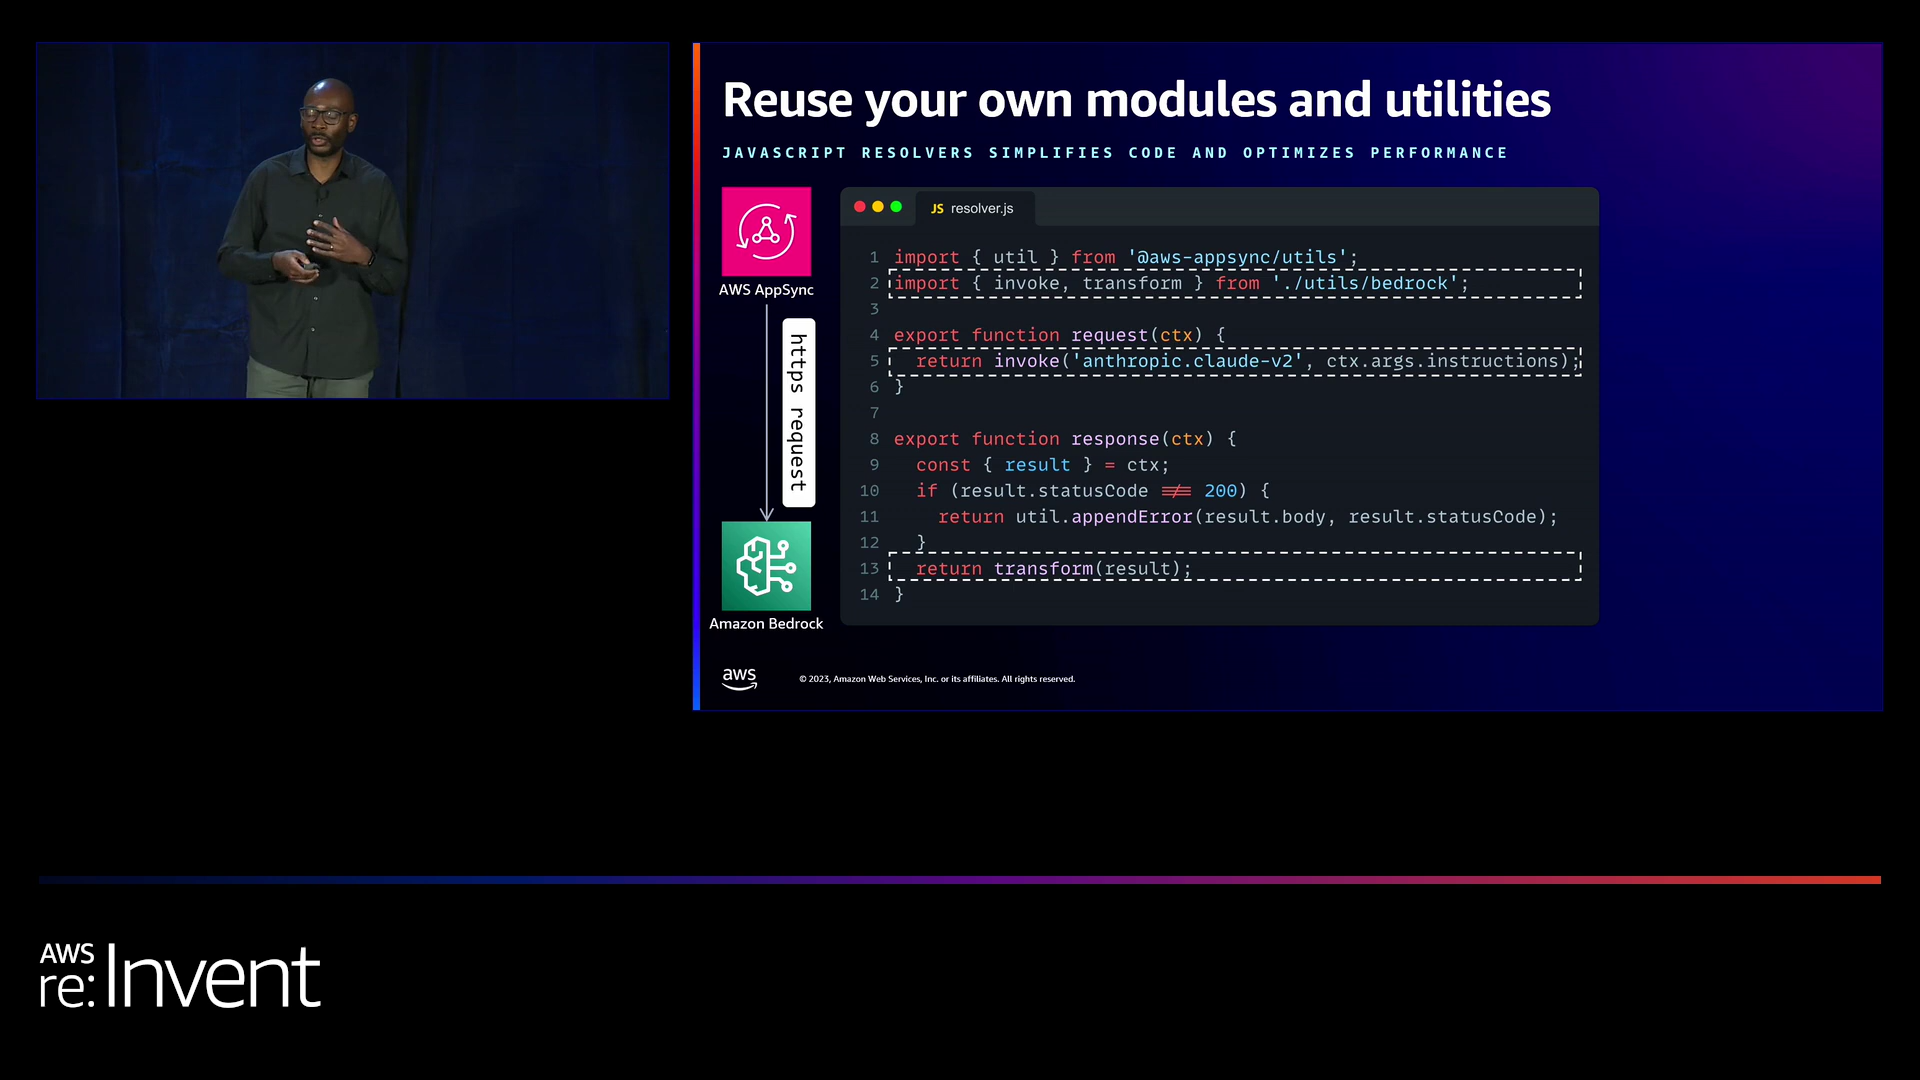 Reuse your own modules and utilities
JAVASCRIPT RESOLVERS SIMPLIFIES CODE AND OPTIMIZES PERFORMANCE
AWS AppSync
https request
Amazon Bedrock
JS resolver.js
1 import { util } from '@aws-appsync/utils';
2 import { invoke, transform } from './utils/bedrock';
3
4 export function request(ctx) {
5 return invoke('anthropic.claude-v2', ctx.args.instructions);
6 }
7
8 export function response(ctx) {
9 const { result } = ctx;
10 if (result.statusCode !== 200) {
11 return util.appendError(result.body, result.statusCode);
12 }
13 return transform(result);
14 }
aws
© 2023, Amazon Web Services, Inc. or its affiliates. All rights reserved.
AWS
re:Invent